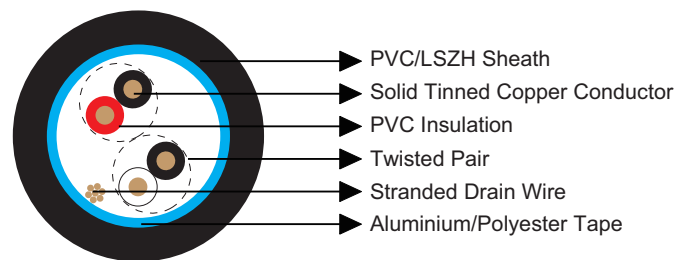 PVC/LSZH Sheath
Solid Tinned Copper Conductor
PVC Insulation
Twisted Pair
Stranded Drain Wire
Aluminium/Polyester Tape